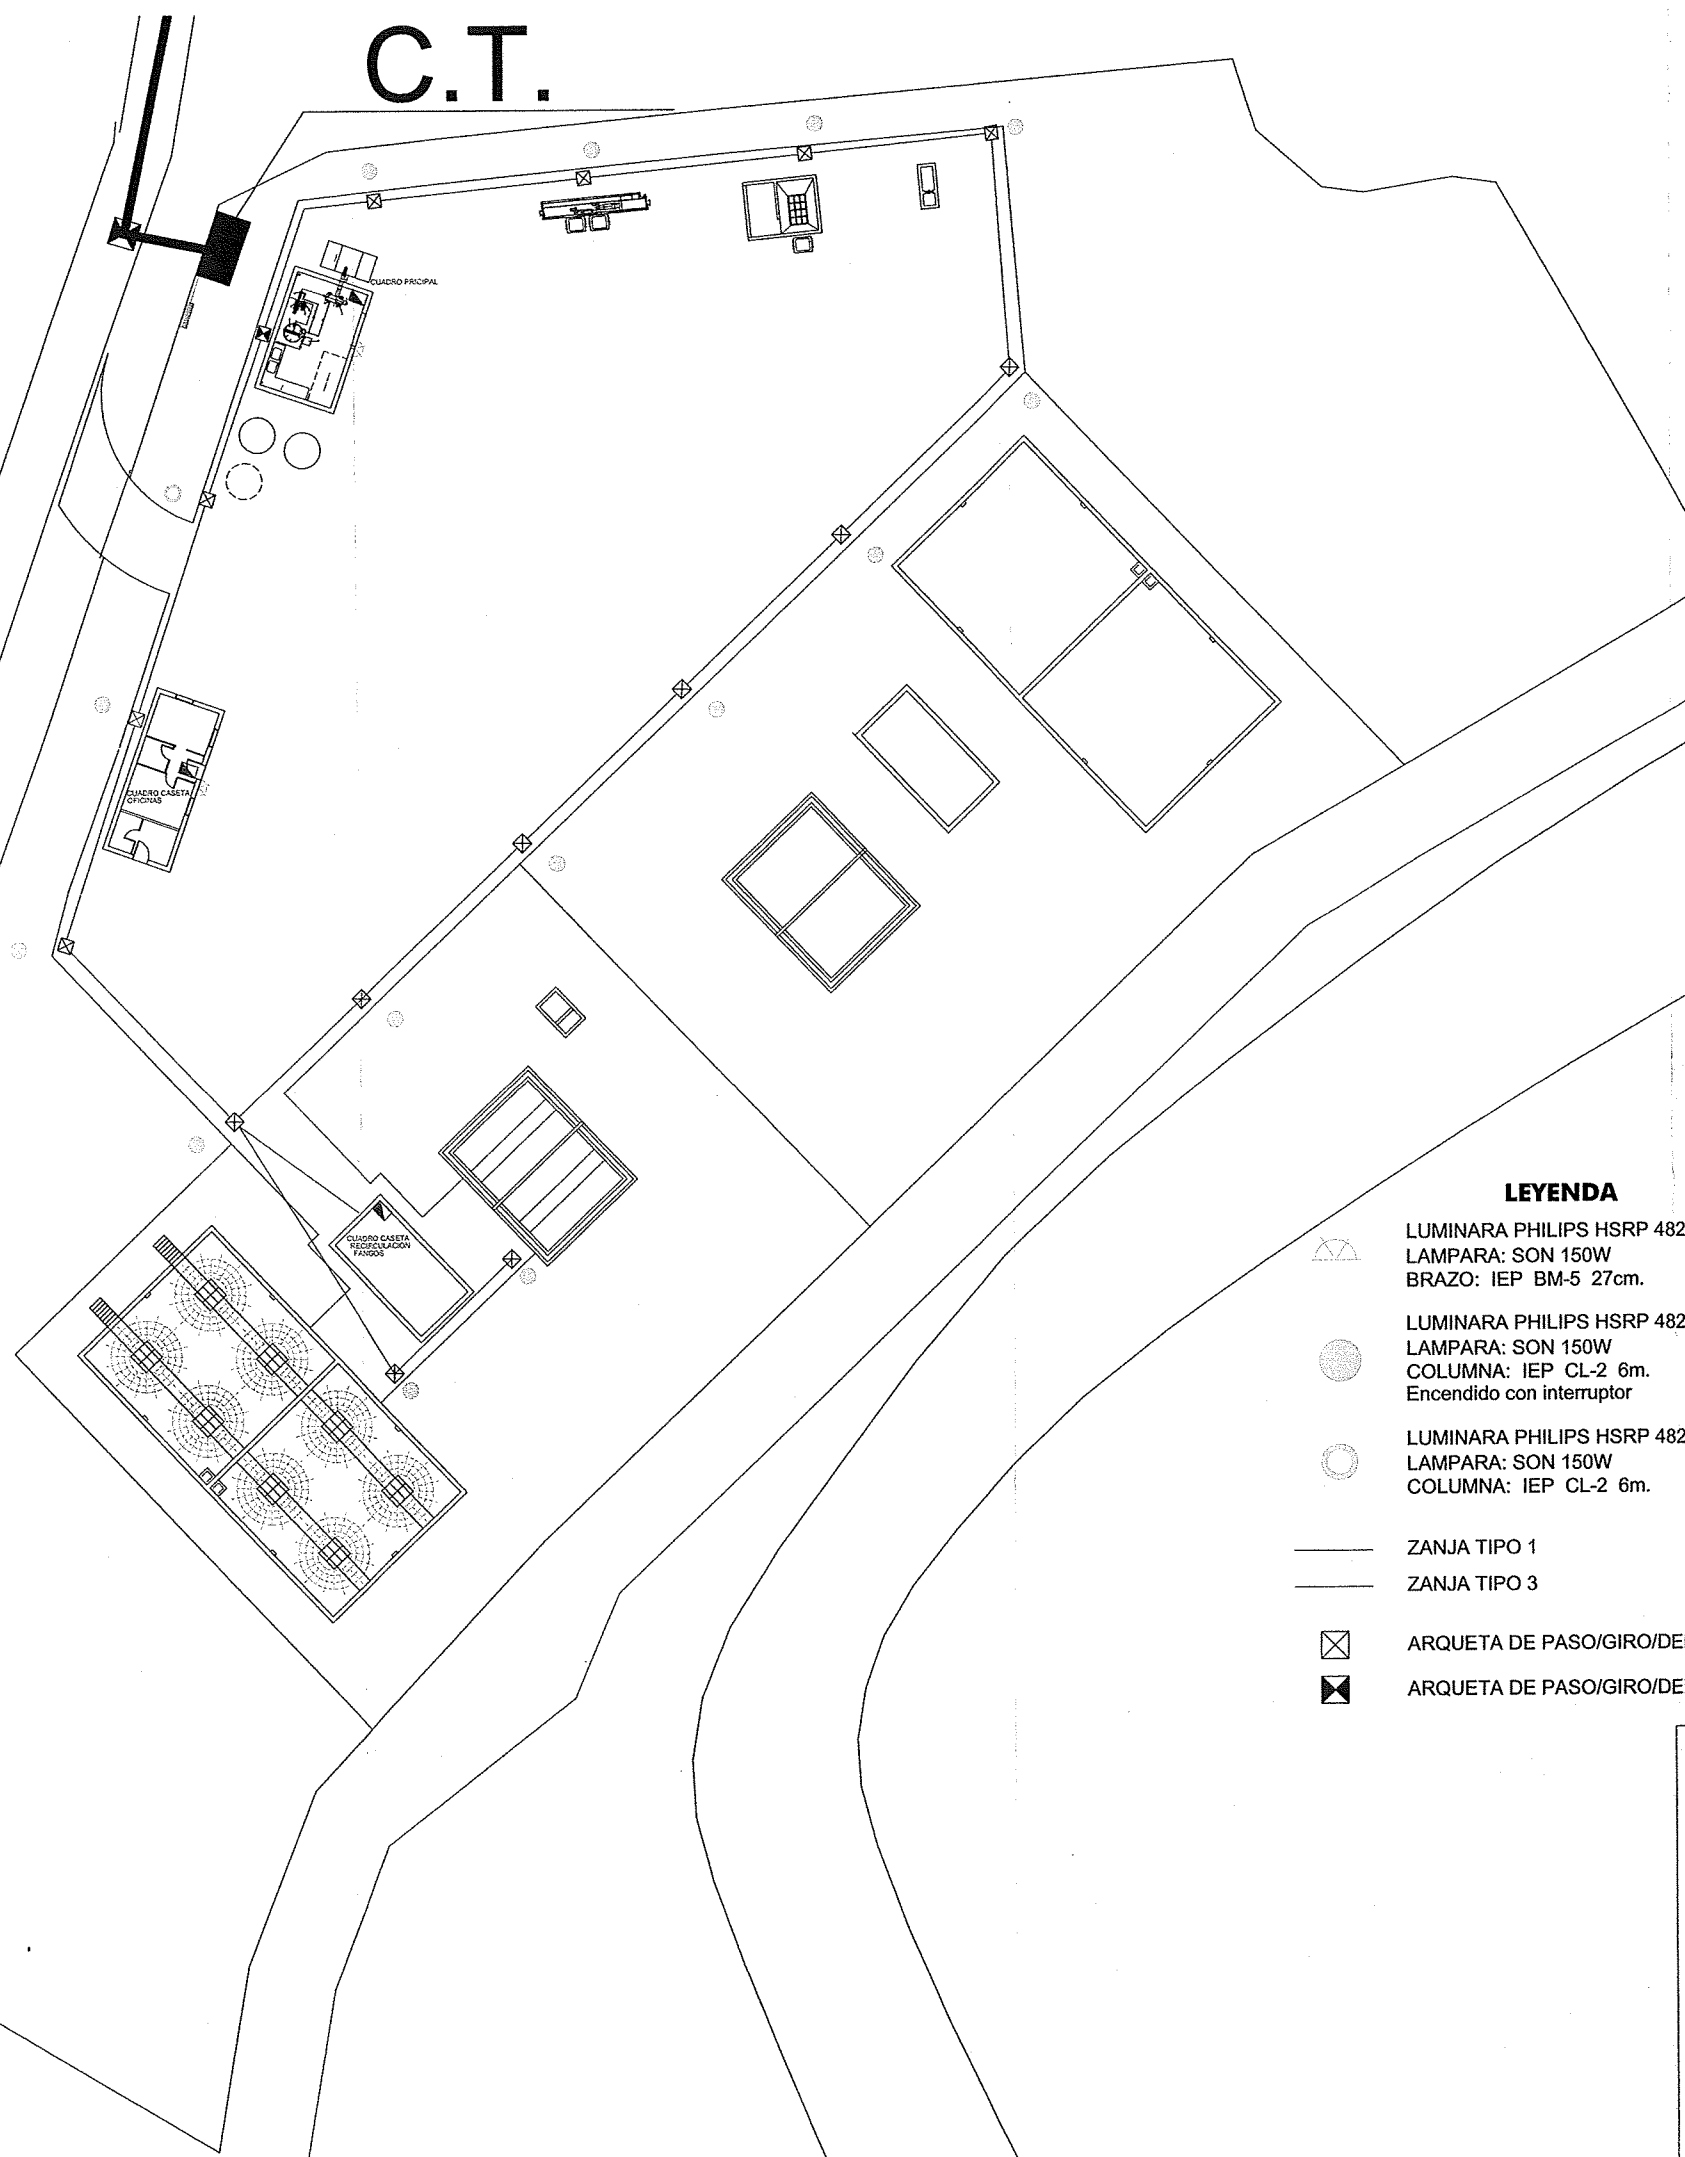 C.T.
CUADRO PRICIPAL
CUADRO CASETA
OFICINAS
CUADRO CASETA
RECIRCULACION
FANGOS
LEYENDA
LUMINARA PHILIPS HSRP 482
LAMPARA: SON 150W
BRAZO: IEP BM-5 27cm.
LUMINARA PHILIPS HSRP 482
LAMPARA: SON 150W
COLUMNA: IEP CL-2 6m.
Encendido con interruptor
LUMINARA PHILIPS HSRP 482
LAMPARA: SON 150W
COLUMNA: IEP CL-2 6m.
ZANJA TIPO 1
ZANJA TIPO 3
ARQUETA DE PASO/GIRO/DE
ARQUETA DE PASO/GIRO/DE